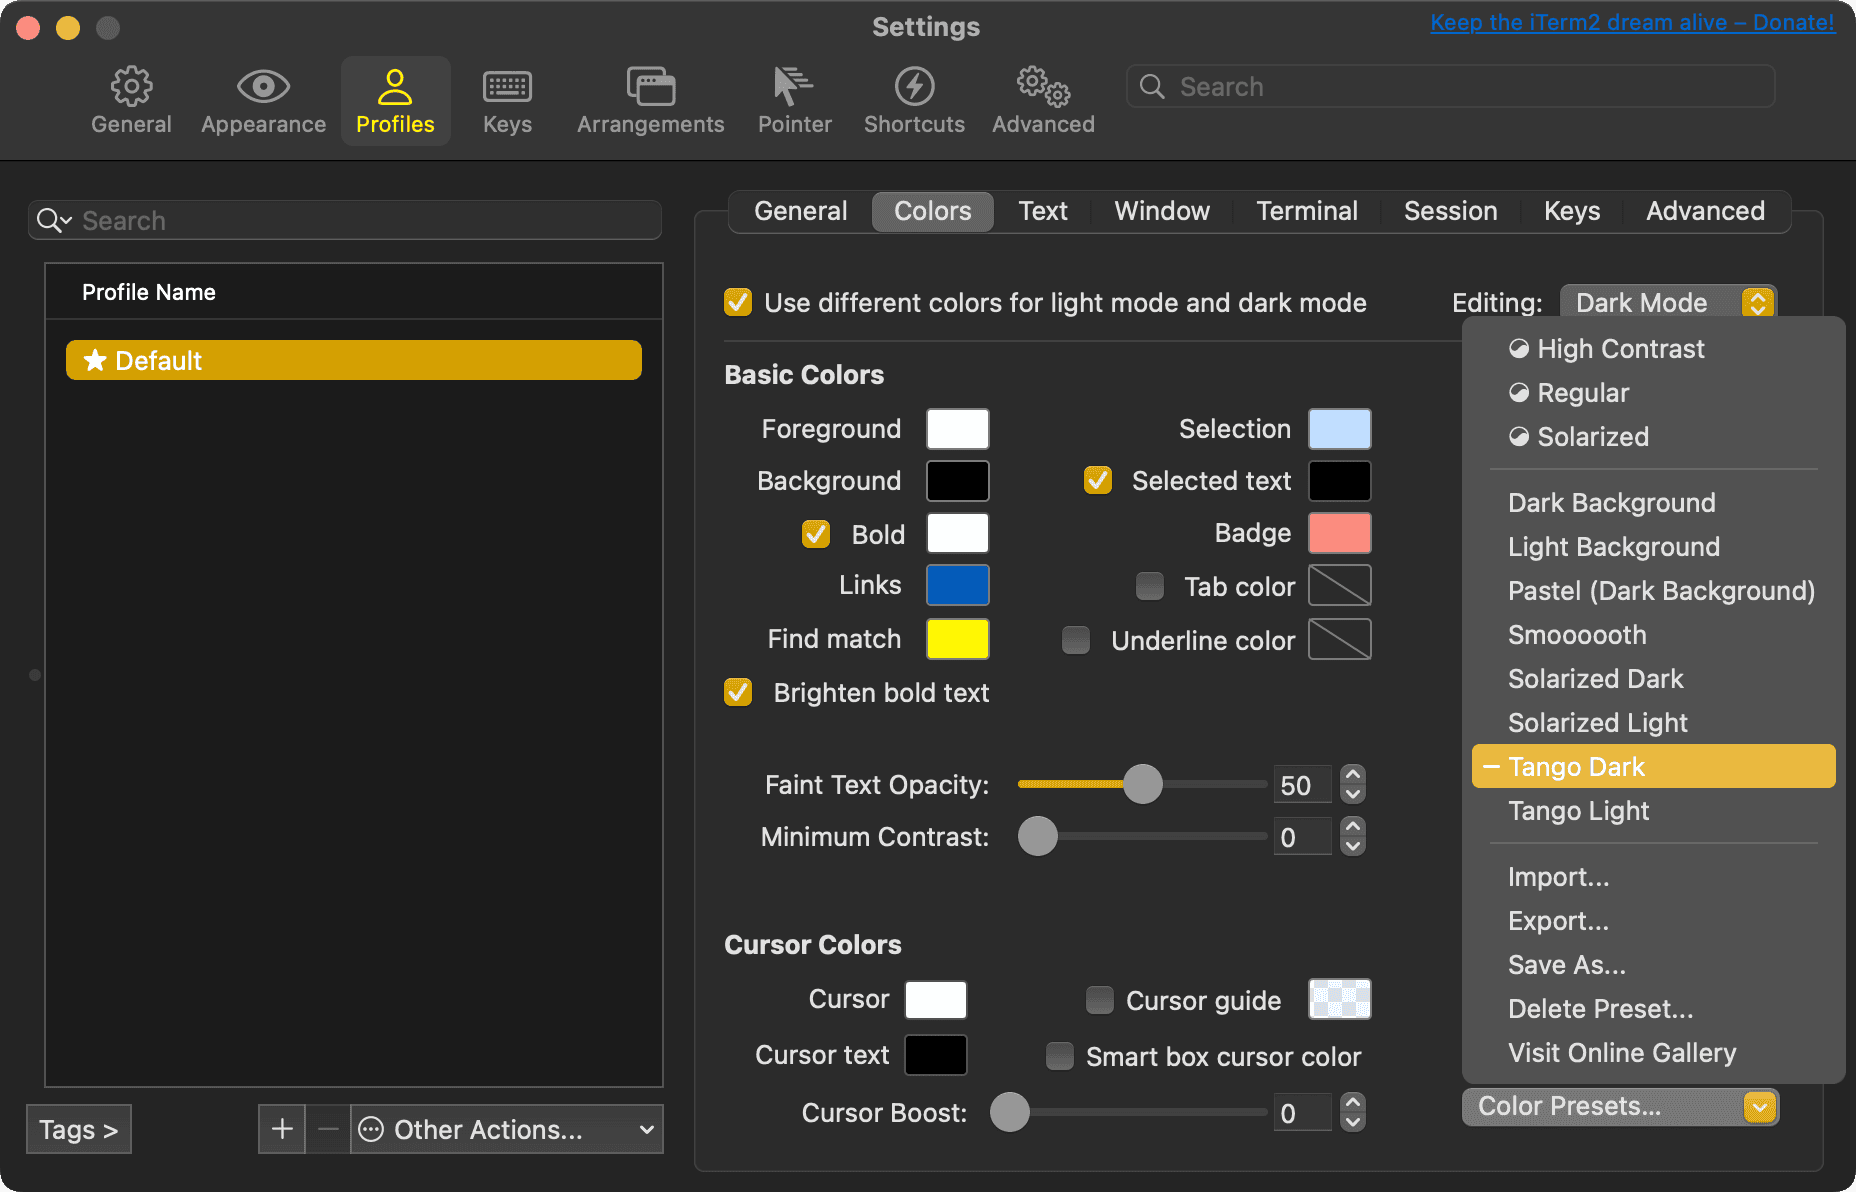 Settings
Keep the iTerm2 dream alive – Donate!
General
Appearance
Profiles
Keys
Arrangements
Pointer
Shortcuts
Advanced
Search
Search
Profile Name
★ Default
Tags >
Other Actions...
General
Colors
Text
Window
Terminal
Session
Keys
Advanced
Use different colors for light mode and dark mode
Editing:
Dark Mode
Basic Colors
Foreground
Selection
Background
Selected text
Bold
Badge
Links
Tab color
Find match
Underline color
Brighten bold text
Faint Text Opacity:
50
Minimum Contrast:
0
Cursor Colors
Cursor
Cursor guide
Cursor text
Smart box cursor color
Cursor Boost:
0
High Contrast
Regular
Solarized
Dark Background
Light Background
Pastel (Dark Background)
Smoooooth
Solarized Dark
Solarized Light
Tango Dark
Tango Light
Import...
Export...
Save As...
Delete Preset...
Visit Online Gallery
Color Presets...